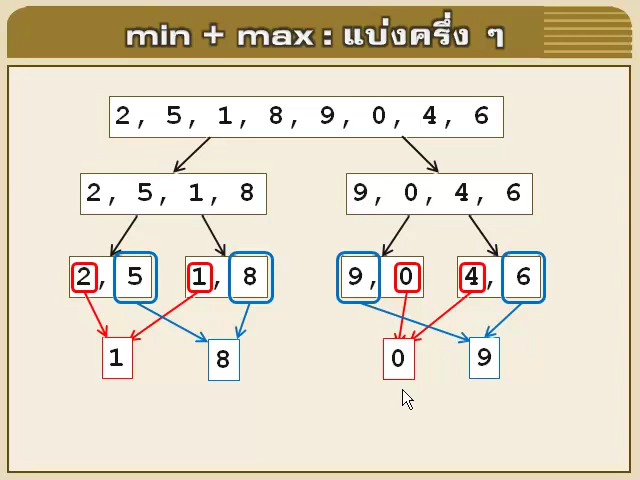 min + max : แบ่งครึ่ง ๆ
2, 5, 1, 8, 9, 0, 4, 6
2, 5, 1, 8
9, 0, 4, 6
2, 5
1, 8
9, 0
4, 6
1
8
0
9